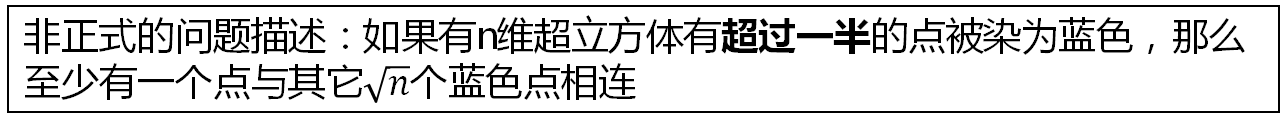 非正式的问题描述：如果有n维超立方体有超过一半的点被染为蓝色，那么
至少有一个点与其它√n个蓝色点相连